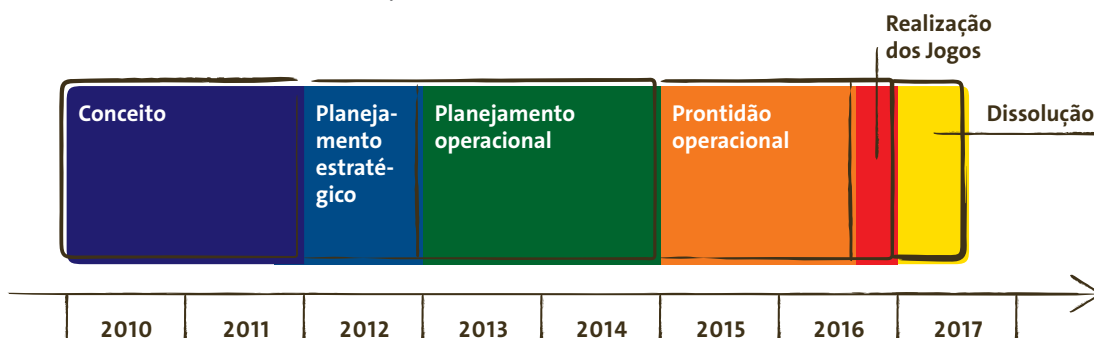 Realização
dos Jogos
Conceito
Planeja-
mento
estraté-
gico
Planejamento
operacional
Prontidão
operacional
Dissolução
2010
2011
2012
2013
2014
2015
2016
2017